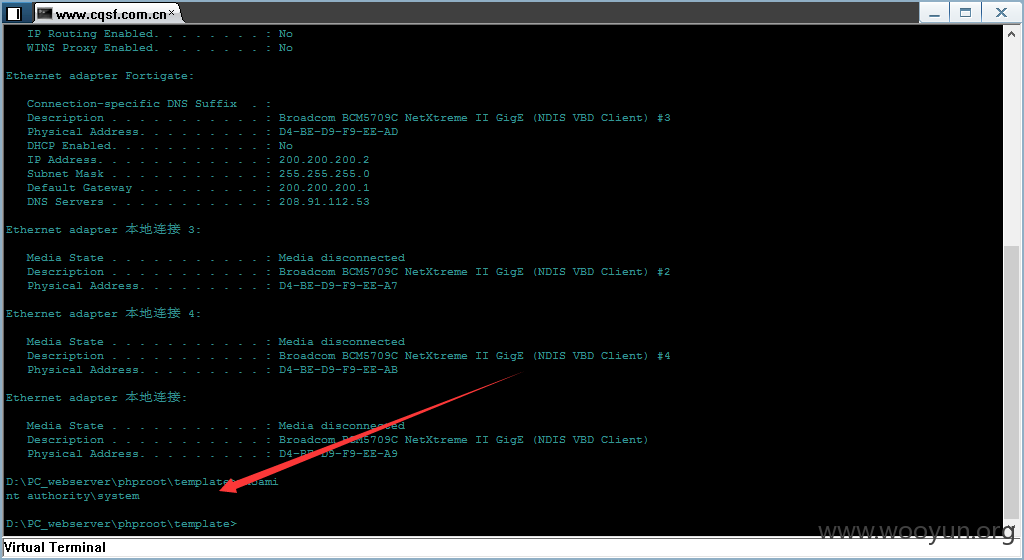 www.cqsf.com.cn
IP Routing Enabled. . . . . . . . : No
WINS Proxy Enabled. . . . . . . . : No
Ethernet adapter Fortigate:
Connection-specific DNS Suffix  . :
Description . . . . . . . . . . . : Broadcom BCM5709C NetXtreme II GigE (NDIS VBD Client) #3
Physical Address. . . . . . . . . : D4-BE-D9-F9-EE-AD
DHCP Enabled. . . . . . . . . . . : No
IP Address. . . . . . . . . . . . : 200.200.200.2
Subnet Mask . . . . . . . . . . . : 255.255.255.0
Default Gateway . . . . . . . . . : 200.200.200.1
DNS Servers . . . . . . . . . . . : 208.91.112.53
Ethernet adapter 本地连接 3:
Media State . . . . . . . . . . . : Media disconnected
Description . . . . . . . . . . . : Broadcom BCM5709C NetXtreme II GigE (NDIS VBD Client) #2
Physical Address. . . . . . . . . : D4-BE-D9-F9-EE-A7
Ethernet adapter 本地连接 4:
Media State . . . . . . . . . . . : Media disconnected
Description . . . . . . . . . . . : Broadcom BCM5709C NetXtreme II GigE (NDIS VBD Client) #4
Physical Address. . . . . . . . . : D4-BE-D9-F9-EE-AB
Ethernet adapter 本地连接:
Media State . . . . . . . . . . . : Media disconnected
Description . . . . . . . . . . . : Broadcom BCM5709C NetXtreme II GigE (NDIS VBD Client)
Physical Address. . . . . . . . . : D4-BE-D9-F9-EE-A9
D:\PC_webserver\phproot\template>
nt authority\system
D:\PC_webserver\phproot\template>
www.wooyun.org
Virtual Terminal